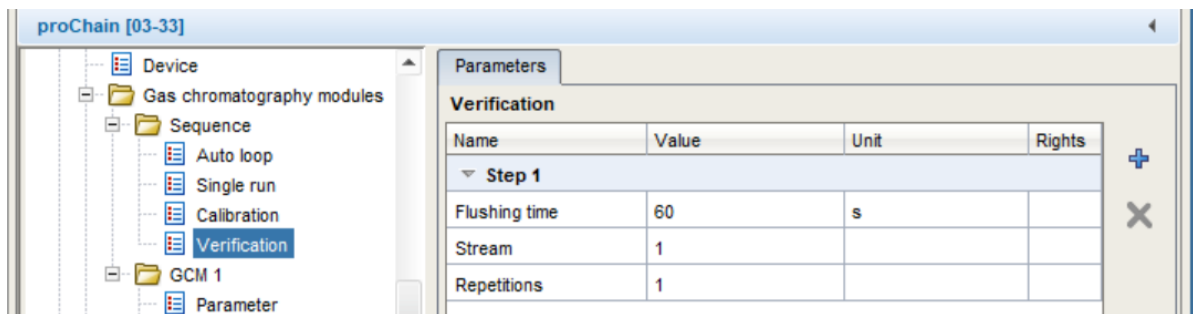 proChain [03-33]
Device
Gas chromatography modules
Sequence
Auto loop
Single run
Calibration
Verification
GCM 1
Parameter
Parameters
Verification
Name Value Unit Rights
Step 1
Flushing time 60 s
Stream 1
Repetitions 1